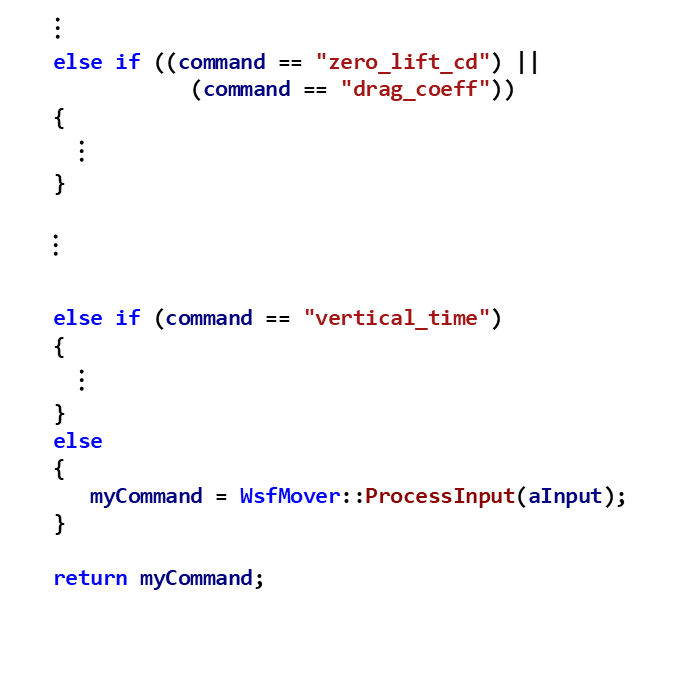 ⋮
else if ((command == "zero_lift_cd") ||
           (command == "drag_coeff"))
{
  ⋮
}
⋮
else if (command == "vertical_time")
{
  ⋮
}
else
{
   myCommand = WsfMover::ProcessInput(aInput);
}
return myCommand;